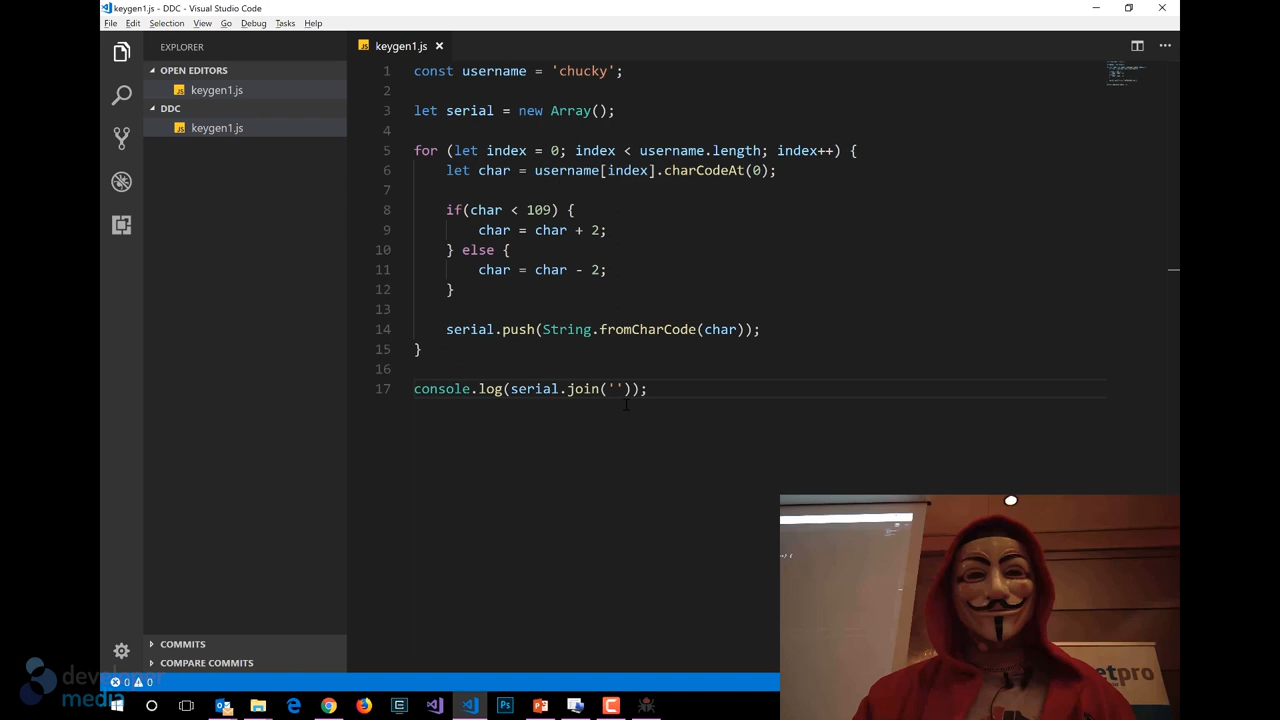 keygen1.js - DDC - Visual Studio Code
File Edit Selection View Go Debug Tasks Help
EXPLORER
OPEN EDITORS
keygen1.js
DDC
keygen1.js
COMMITS
COMPARE COMMITS
keygen1.js
1 const username = 'chucky';
2
3 let serial = new Array();
4
5 for (let index = 0; index < username.length; index++) {
6 let char = username[index].charCodeAt(0);
7
8 if(char < 109) {
9 char = char + 2;
10 } else {
11 char = char - 2;
12 }
13
14 serial.push(String.fromCharCode(char));
15 }
16
17 console.log(serial.join(''));
0 0
developer
media
etpro
Ps